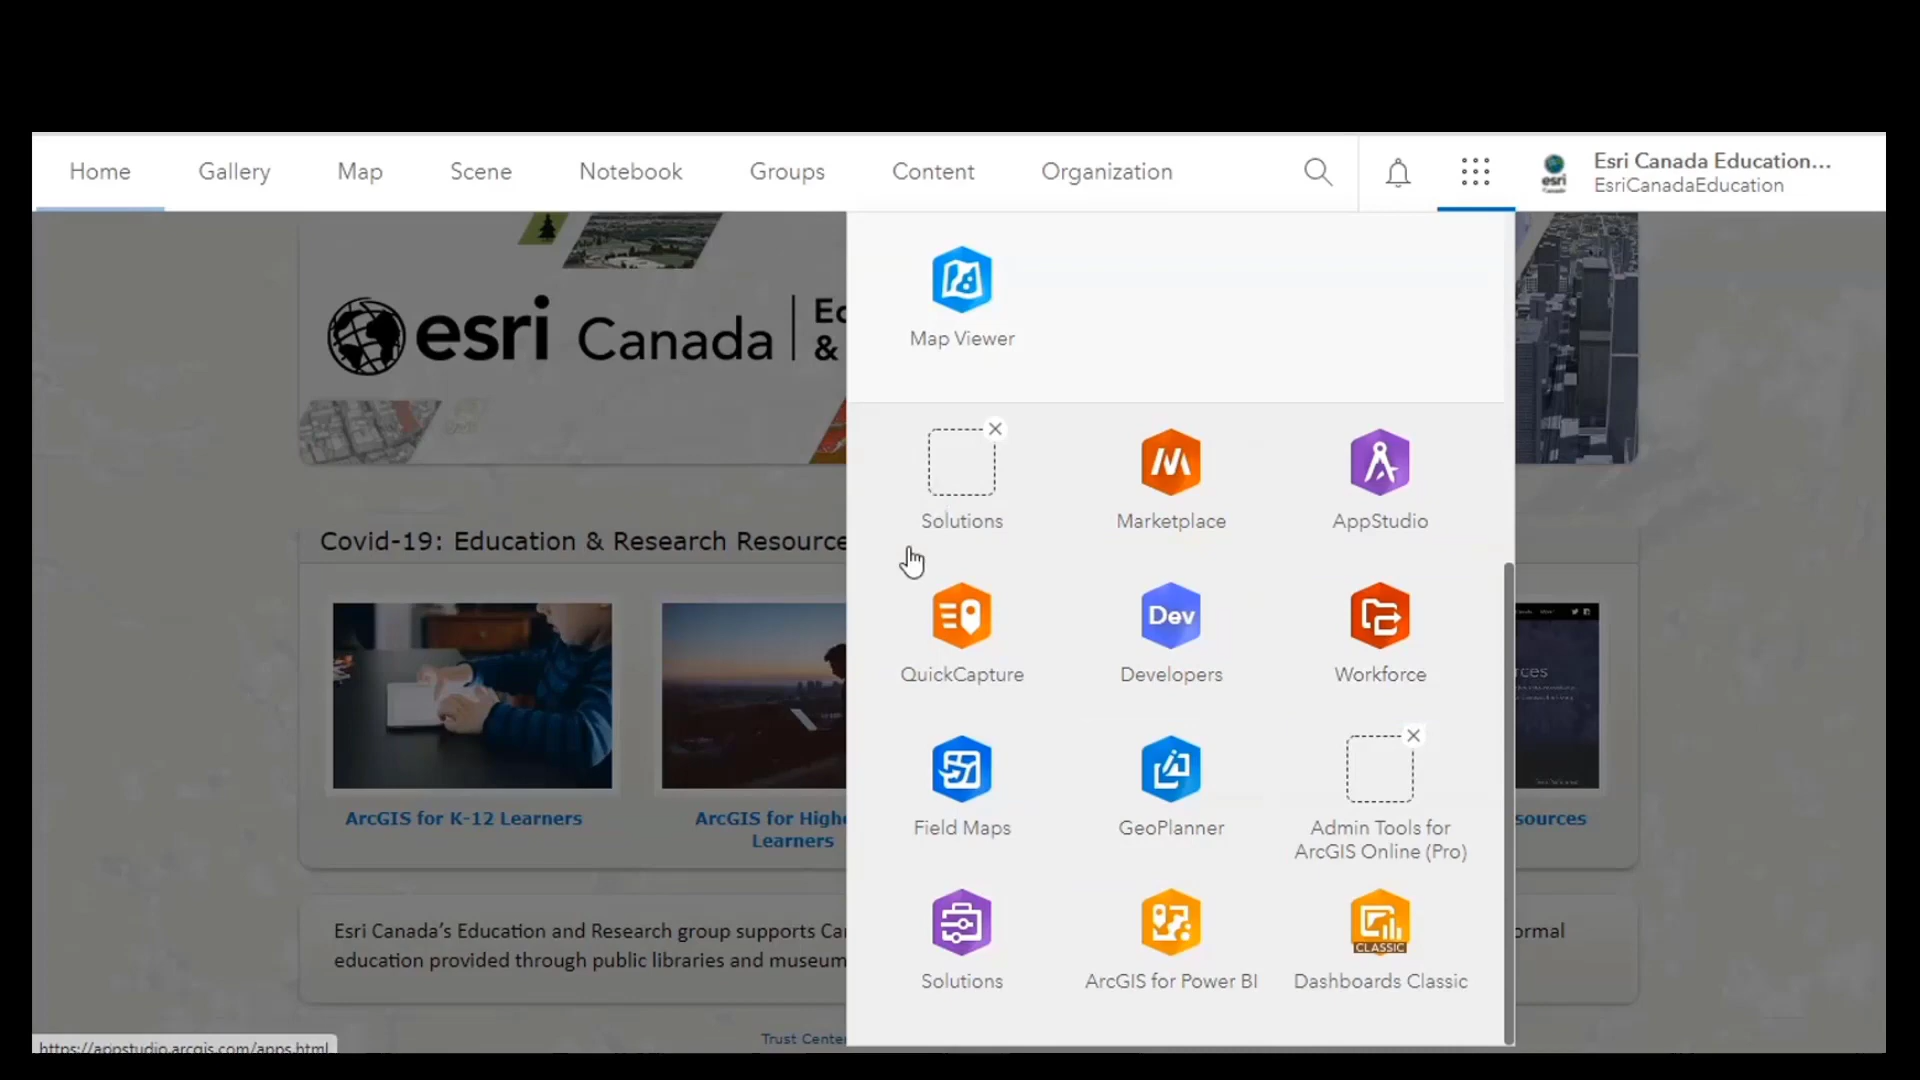 Home
Gallery
Map
Scene
Notebook
Groups
Content
Organization
Esri Canada Education...
EsriCanadaEducation
esri Canada
&
Map Viewer
Solutions
Marketplace
AppStudio
Covid-19: Education & Research Resource
QuickCapture
Dev
Developers
Workforce
ArcGIS for K-12 Learners
ArcGIS for Highe
Learners
sources
Field Maps
GeoPlanner
Admin Tools for
ArcGIS Online (Pro)
Solutions
ArcGIS for Power BI
CLASSIC
Dashboards Classic
Esri Canada's Education and Research group supports Ca
ormal
education provided through public libraries and museum
Trust Cente
https://appstudio.arcgis.com/apps.html